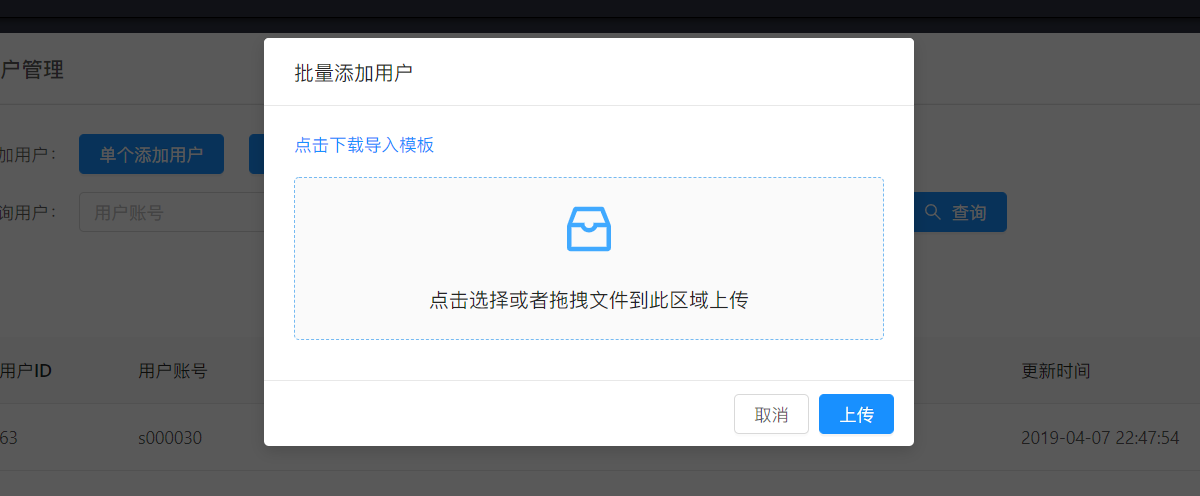 批量添加用户
点击下载导入模板
点击选择或者拖拽文件到此区域上传
取消 上传
户管理
加用户： 单个添加用户
询用户： 用户账号 查询
用户ID 用户账号 更新时间
63 s000030 2019-04-07 22:47:54